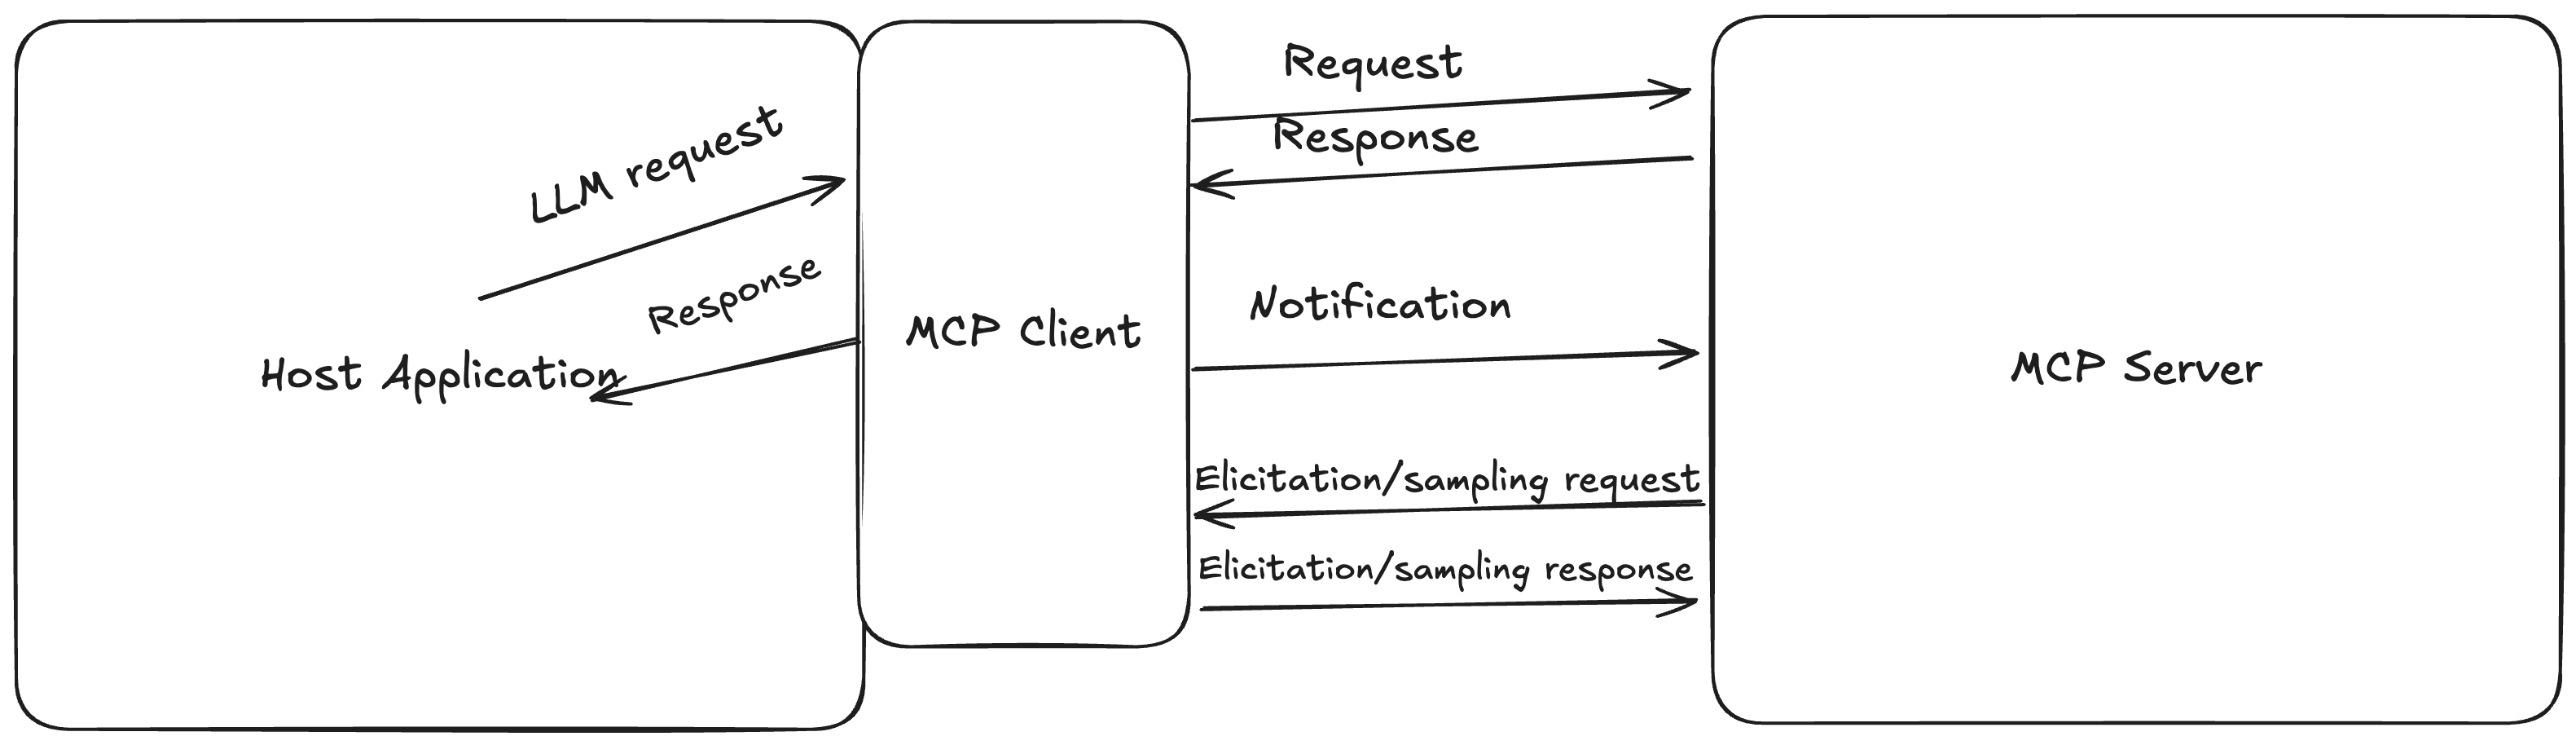 LLM request
Response
Host Application
MCP Client
Request
Response
Notification
Elicitation/sampling request
Elicitation/sampling response
MCP Server